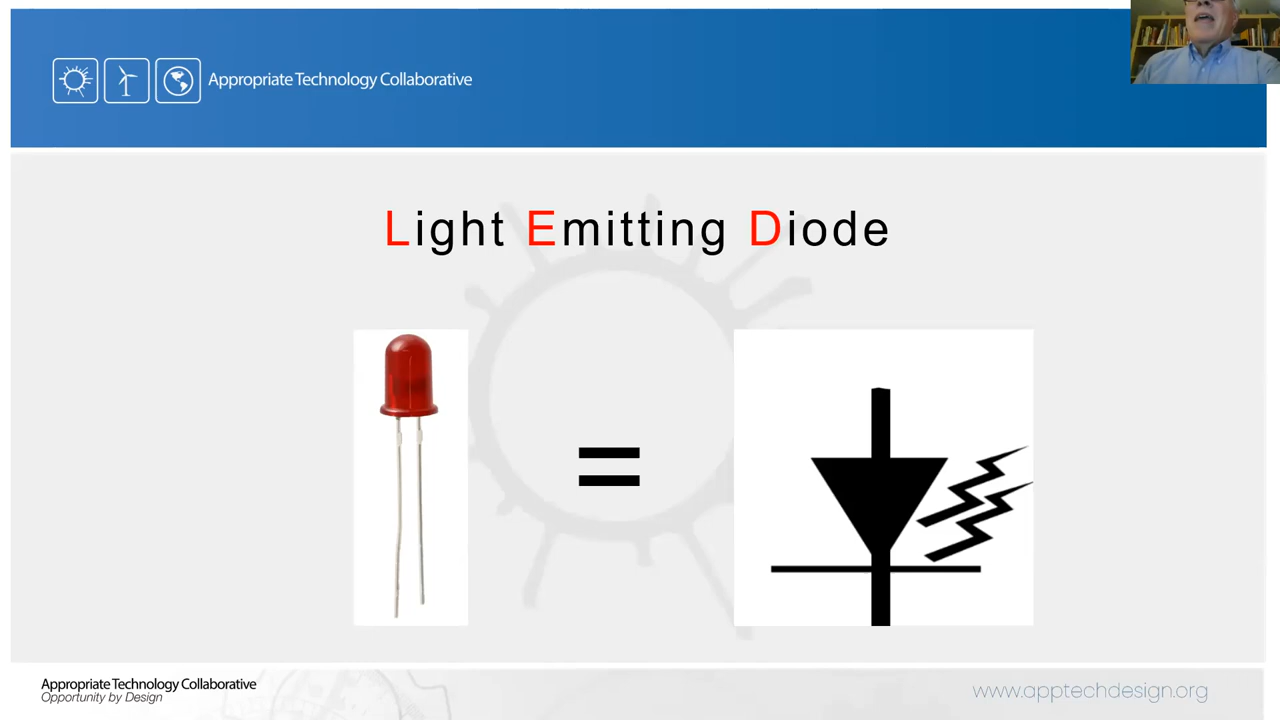 Appropriate Technology Collaborative
Light Emitting Diode
=
Appropriate Technology Collaborative
Opportunity by Design
www.apptechdesign.org